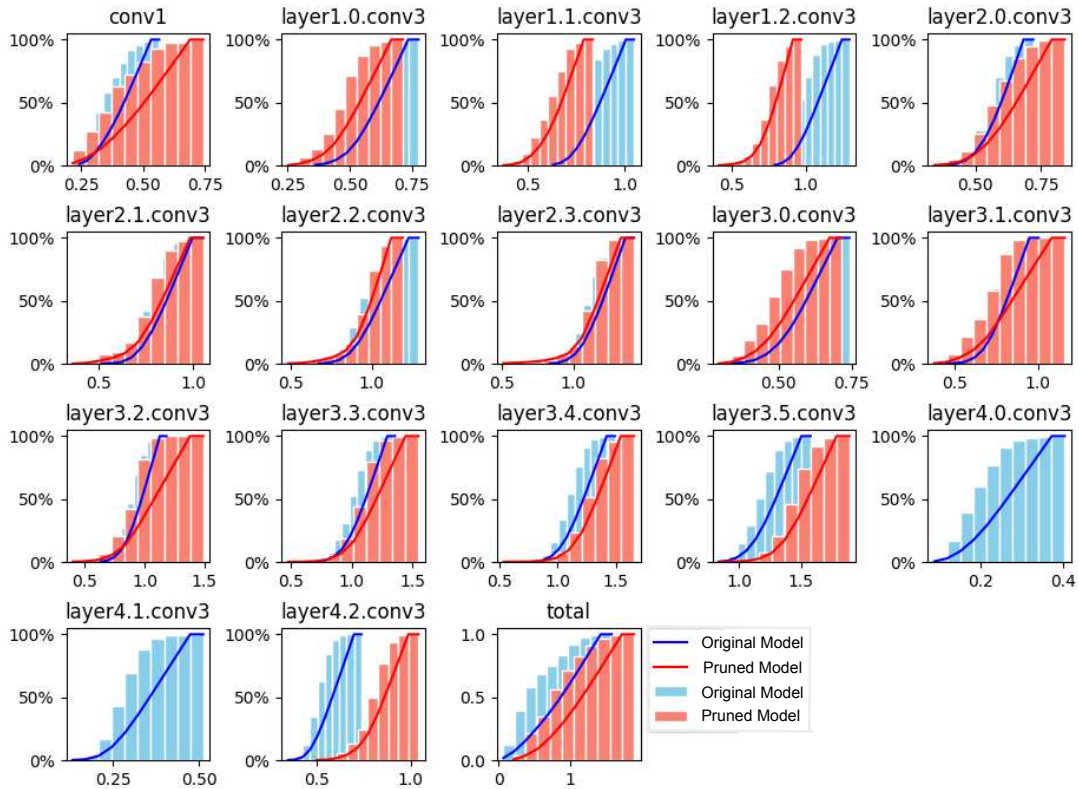 conv1
100%
50%
0%
0.25 0.50 0.75
layer1.0.conv3
100%
50%
0%
0.25 0.50 0.75
layer1.1.conv3
100%
50%
0%
0.5 1.0
layer1.2.conv3
100%
50%
0%
0.5 1.0
layer2.0.conv3
100%
50%
0%
0.50 0.75
layer2.1.conv3
100%
50%
0%
0.5 1.0
layer2.2.conv3
100%
50%
0%
0.5 1.0
layer2.3.conv3
100%
50%
0%
0.5 1.0
layer3.0.conv3
100%
50%
0%
0.50 0.75
layer3.1.conv3
100%
50%
0%
0.5 1.0
layer3.2.conv3
100%
50%
0%
0.5 1.0 1.5
layer3.3.conv3
100%
50%
0%
0.5 1.0 1.5
layer3.4.conv3
100%
50%
0%
0.5 1.0 1.5
layer3.5.conv3
100%
50%
0%
1.0 1.5
layer4.0.conv3
100%
50%
0%
0.2 0.4
layer4.1.conv3
100%
50%
0%
0.25 0.50
layer4.2.conv3
100%
50%
0%
0.5 1.0
total
1.0
0.5
0.0
0 1
Original Model
Pruned Model
Original Model
Pruned Model